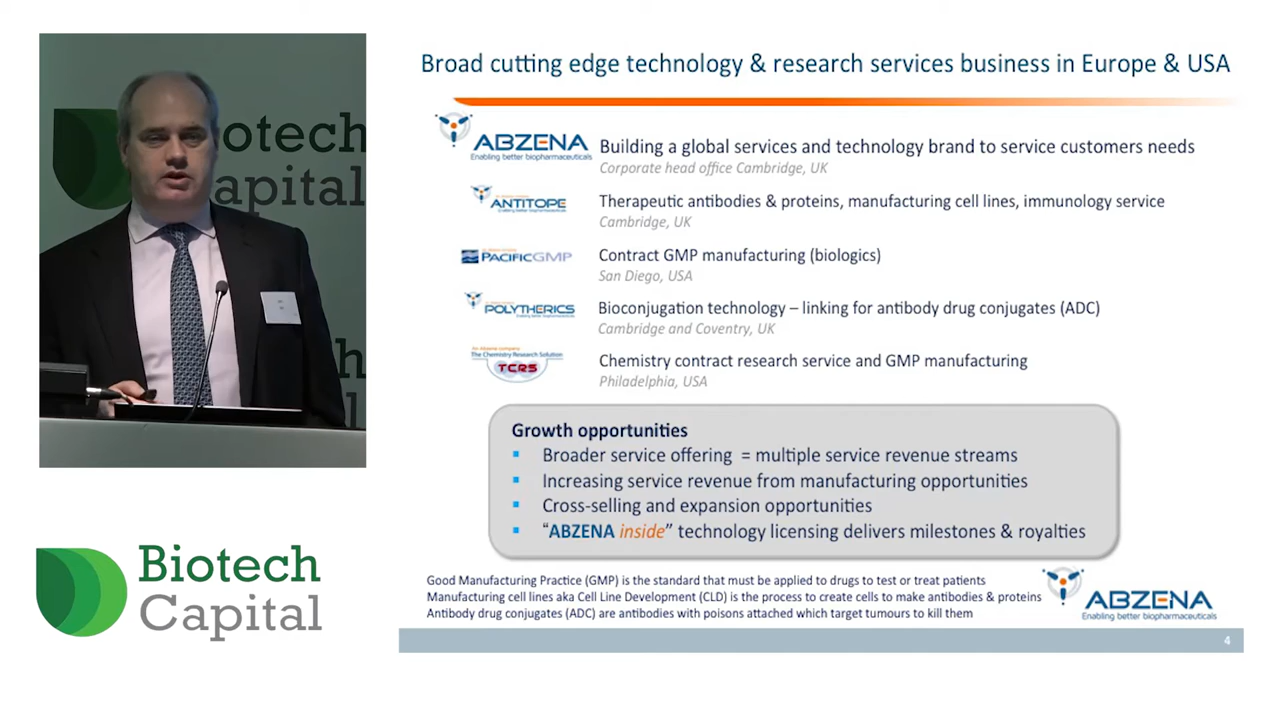 Broad cutting edge technology & research services business in Europe & USA
ABZENA
Enabling better biopharmaceuticals
Building a global services and technology brand to service customers needs
Corporate head office Cambridge, UK
ANTITOPE
Therapeutic antibodies & proteins, manufacturing cell lines, immunology service
Cambridge, UK
PACIFICGMP
Contract GMP manufacturing (biologics)
San Diego, USA
POLYTHERICS
Bioconjugation technology – linking for antibody drug conjugates (ADC)
Cambridge and Coventry, UK
The Chemistry Research Solution
TCRS
Chemistry contract research service and GMP manufacturing
Philadelphia, USA
Growth opportunities
Broader service offering = multiple service revenue streams
Increasing service revenue from manufacturing opportunities
Cross-selling and expansion opportunities
"ABZENA inside" technology licensing delivers milestones & royalties
Good Manufacturing Practice (GMP) is the standard that must be applied to drugs to test or treat patients
Manufacturing cell lines aka Cell Line Development (CLD) is the process to create cells to make antibodies & proteins
Antibody drug conjugates (ADC) are antibodies with poisons attached which target tumours to kill them
ABZENA
Enabling better biopharmaceuticals
4
Biotech
Capital